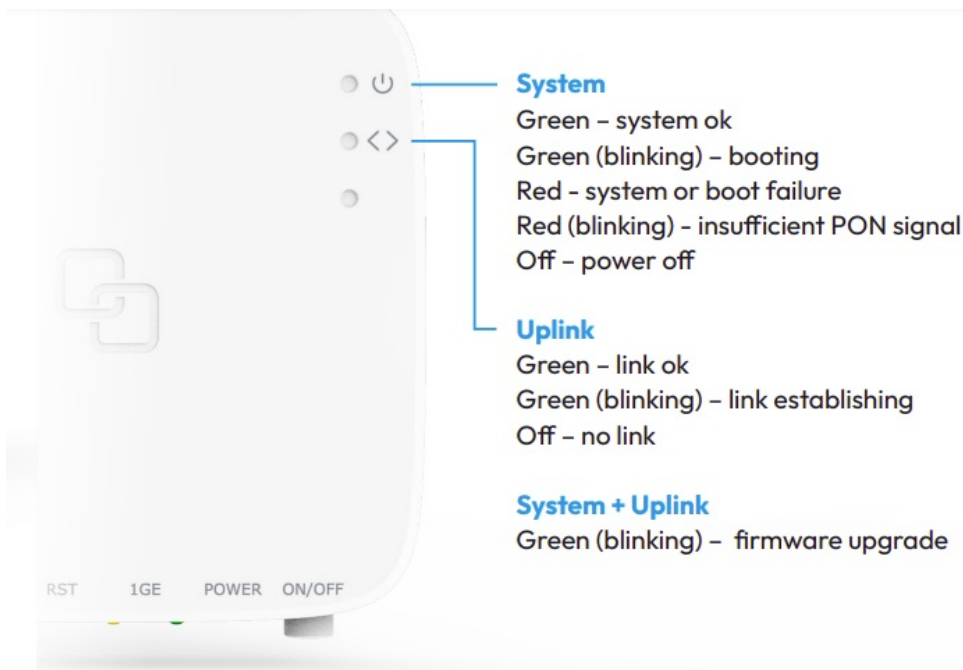 System
Green – system ok
Green (blinking) – booting
Red - system or boot failure
Red (blinking) - insufficient PON signal
Off – power off
Uplink
Green – link ok
Green (blinking) – link establishing
Off – no link
System + Uplink
Green (blinking) –  firmware upgrade
RST 1GE POWER ON/OFF